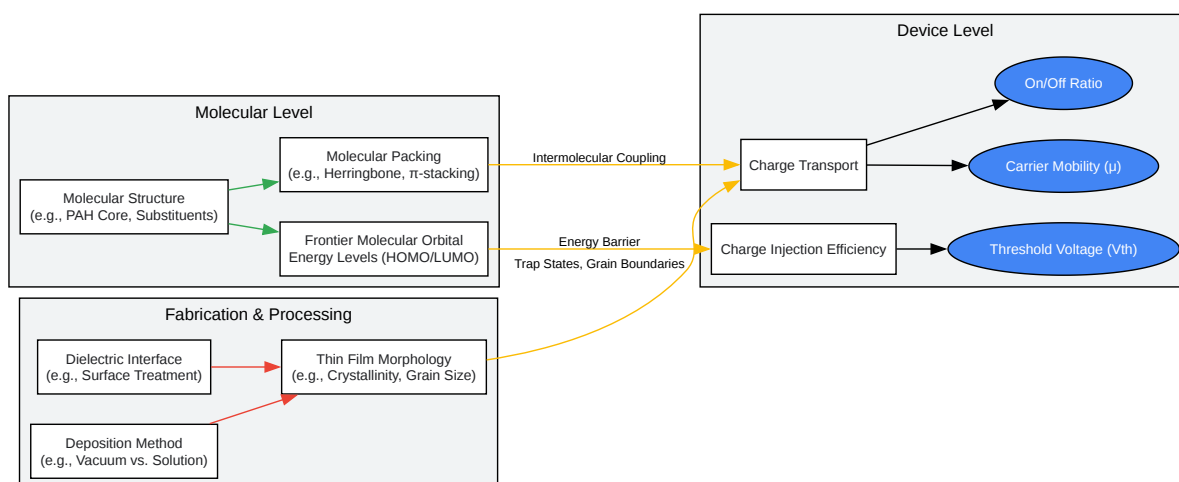 Molecular Level
Molecular Structure
(e.g., PAH Core, Substituents)
Molecular Packing
(e.g., Herringbone, π-stacking)
Frontier Molecular Orbital
Energy Levels (HOMO/LUMO)
Fabrication & Processing
Dielectric Interface
(e.g., Surface Treatment)
Deposition Method
(e.g., Vacuum vs. Solution)
Thin Film Morphology
(e.g., Crystallinity, Grain Size)
Intermolecular Coupling
Energy Barrier
Trap States, Grain Boundaries
Device Level
Charge Transport
Charge Injection Efficiency
On/Off Ratio
Carrier Mobility (μ)
Threshold Voltage (Vth)